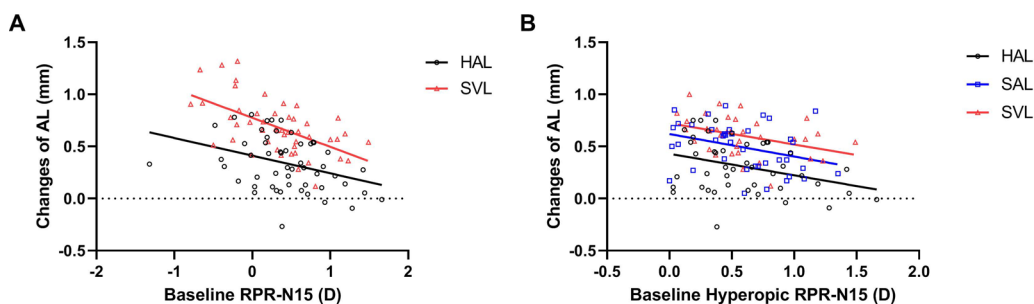 A
Changes of AL (mm)
1.5
1.0
0.5
0.0
-0.5
-2 -1 0 1 2
Baseline RPR-N15 (D)
HAL
SVL
B
Changes of AL (mm)
1.5
1.0
0.5
0.0
-0.5
-0.5 0.0 0.5 1.0 1.5 2.0
Baseline Hyperopic RPR-N15 (D)
HAL
SAL
SVL